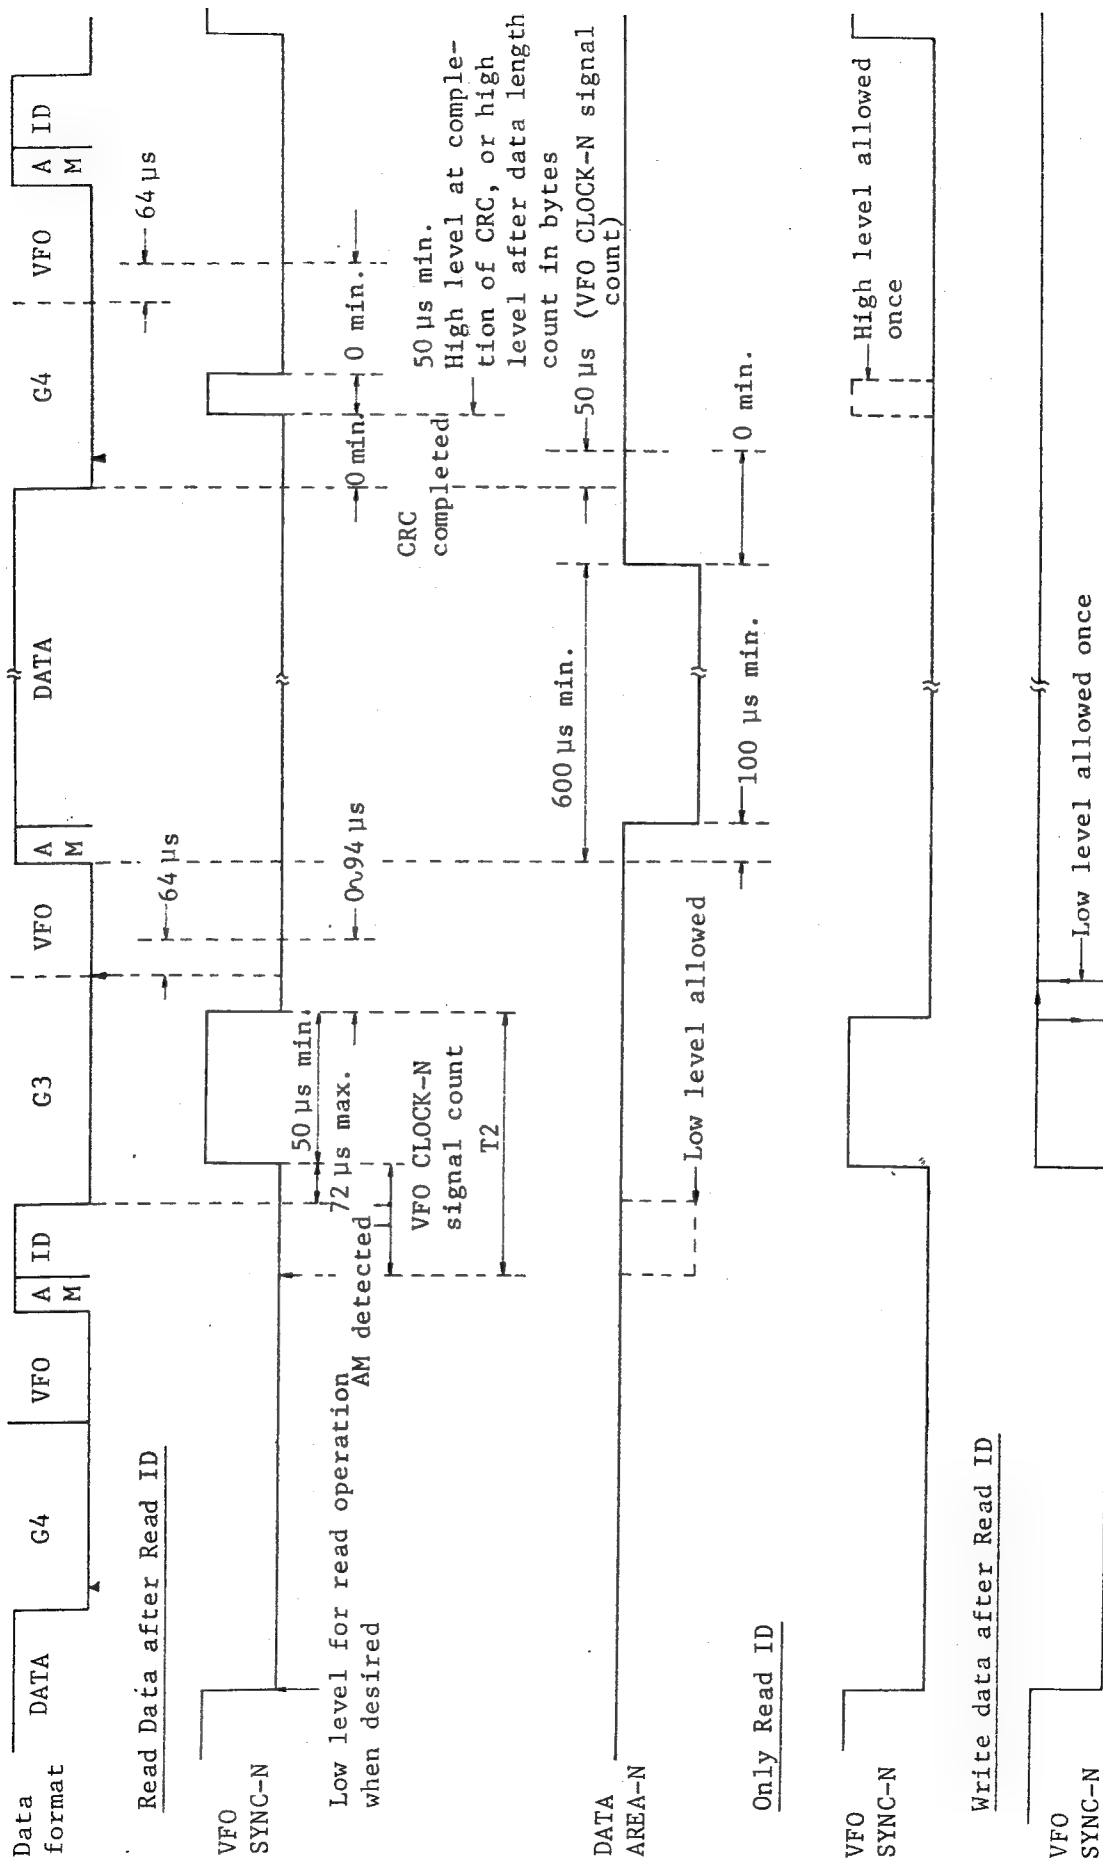 Data
format
DATA
G4
VFO
A
M
ID
G3
VFO
A
M
DATA
G4
VFO
A
M
ID
Read Data after Read ID
64 μs
64 μs
VFO
SYNC-N
Low level for read operation
when desired
AM detected
50 μs min
72 μs max.
0~94 μs
VFO CLOCK-N
signal count
T2
0 min.
0 min.
CRC
completed
50 μs min.
High level at comple-
tion of CRC, or high
level after data length
count in bytes
50 μs (VFO CLOCK-N signal
count)
DATA
AREA-N
Low level allowed
600 μs min.
100 μs min.
0 min.
Only Read ID
VFO
SYNC-N
High level allowed
once
Write data after Read ID
VFO
SYNC-N
Low level allowed once